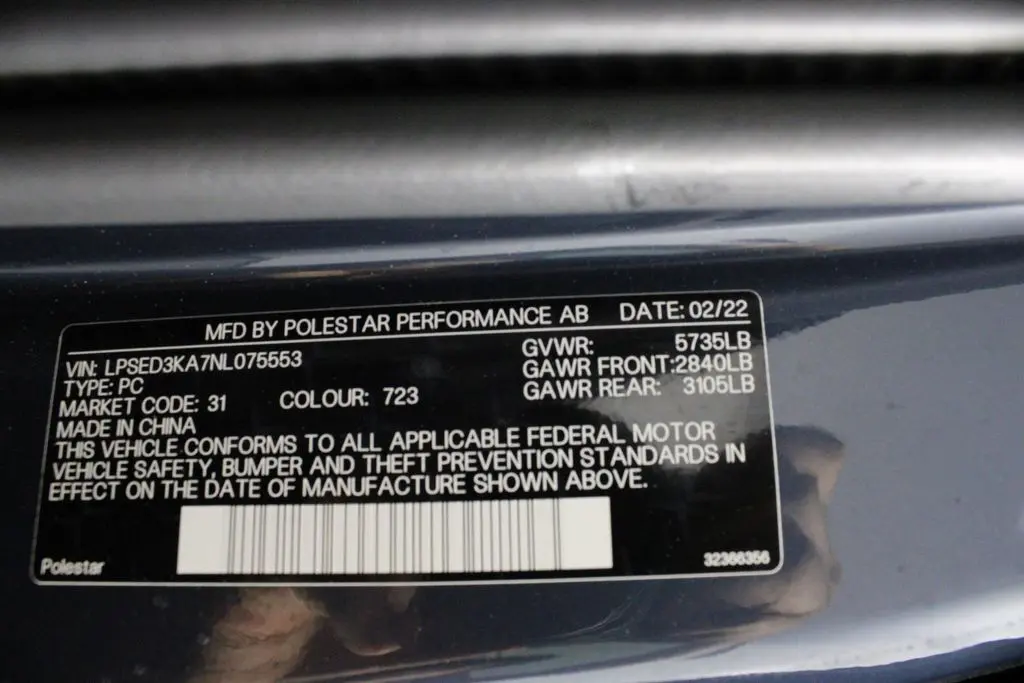 MFD BY POLESTAR PERFORMANCE AB DATE: 02/22
VIN: LPSED3KA7NL075553 GVWR: 5735LB
TYPE: PC GAWR FRONT:2840LB
MARKET CODE: 31 COLOUR: 723 GAWR REAR: 3105LB
MADE IN CHINA
THIS VEHICLE CONFORMS TO ALL APPLICABLE FEDERAL MOTOR
VEHICLE SAFETY, BUMPER AND THEFT PREVENTION STANDARDS IN
EFFECT ON THE DATE OF MANUFACTURE SHOWN ABOVE.
Polestar 32366356